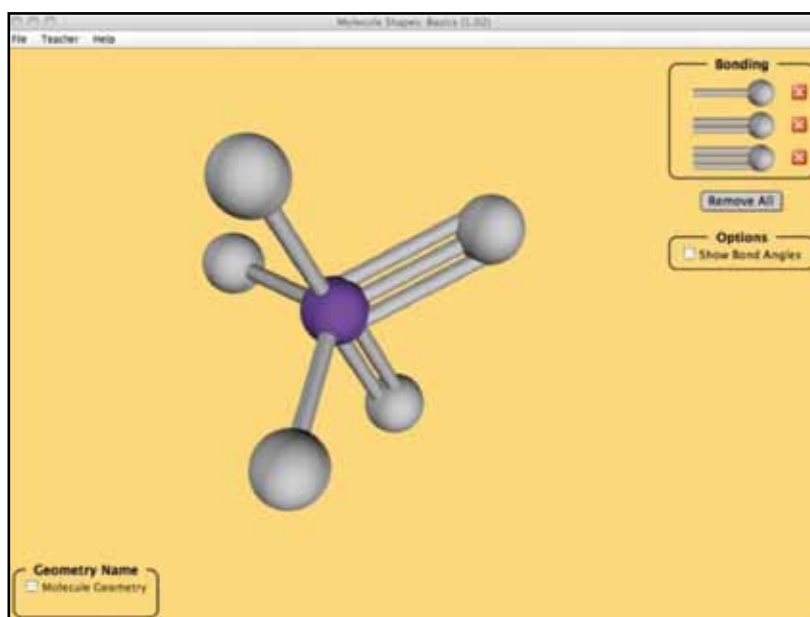 Molecule Shapes: Basics (1.02)
File Teacher Help
Bonding
Remove All
Options
Show Bond Angles
Geometry Name
Molecule Geometry